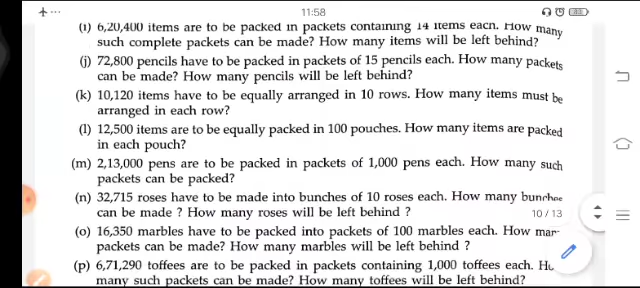 11:58
(i) 6,20,400 items are to be packed in packets containing 14 items each. How many
such complete packets can be made? How many items will be left behind?
(j) 72,800 pencils have to be packed in packets of 15 pencils each. How many packets
can be made? How many pencils will be left behind?
(k) 10,120 items have to be equally arranged in 10 rows. How many items must be
arranged in each row?
(l) 12,500 items are to be equally packed in 100 pouches. How many items are packed
in each pouch?
(m) 2,13,000 pens are to be packed in packets of 1,000 pens each. How many such
packets can be packed?
(n) 32,715 roses have to be made into bunches of 10 roses each. How many bunches
can be made ? How many roses will be left behind ?
10 / 13
(o) 16,350 marbles have to be packed into packets of 100 marbles each. How
packets can be made? How many marbles will be left behind ?
(p) 6,71,290 toffees are to be packed in packets containing 1,000 toffees each.
many such packets can be made? How many toffees will be left behind?